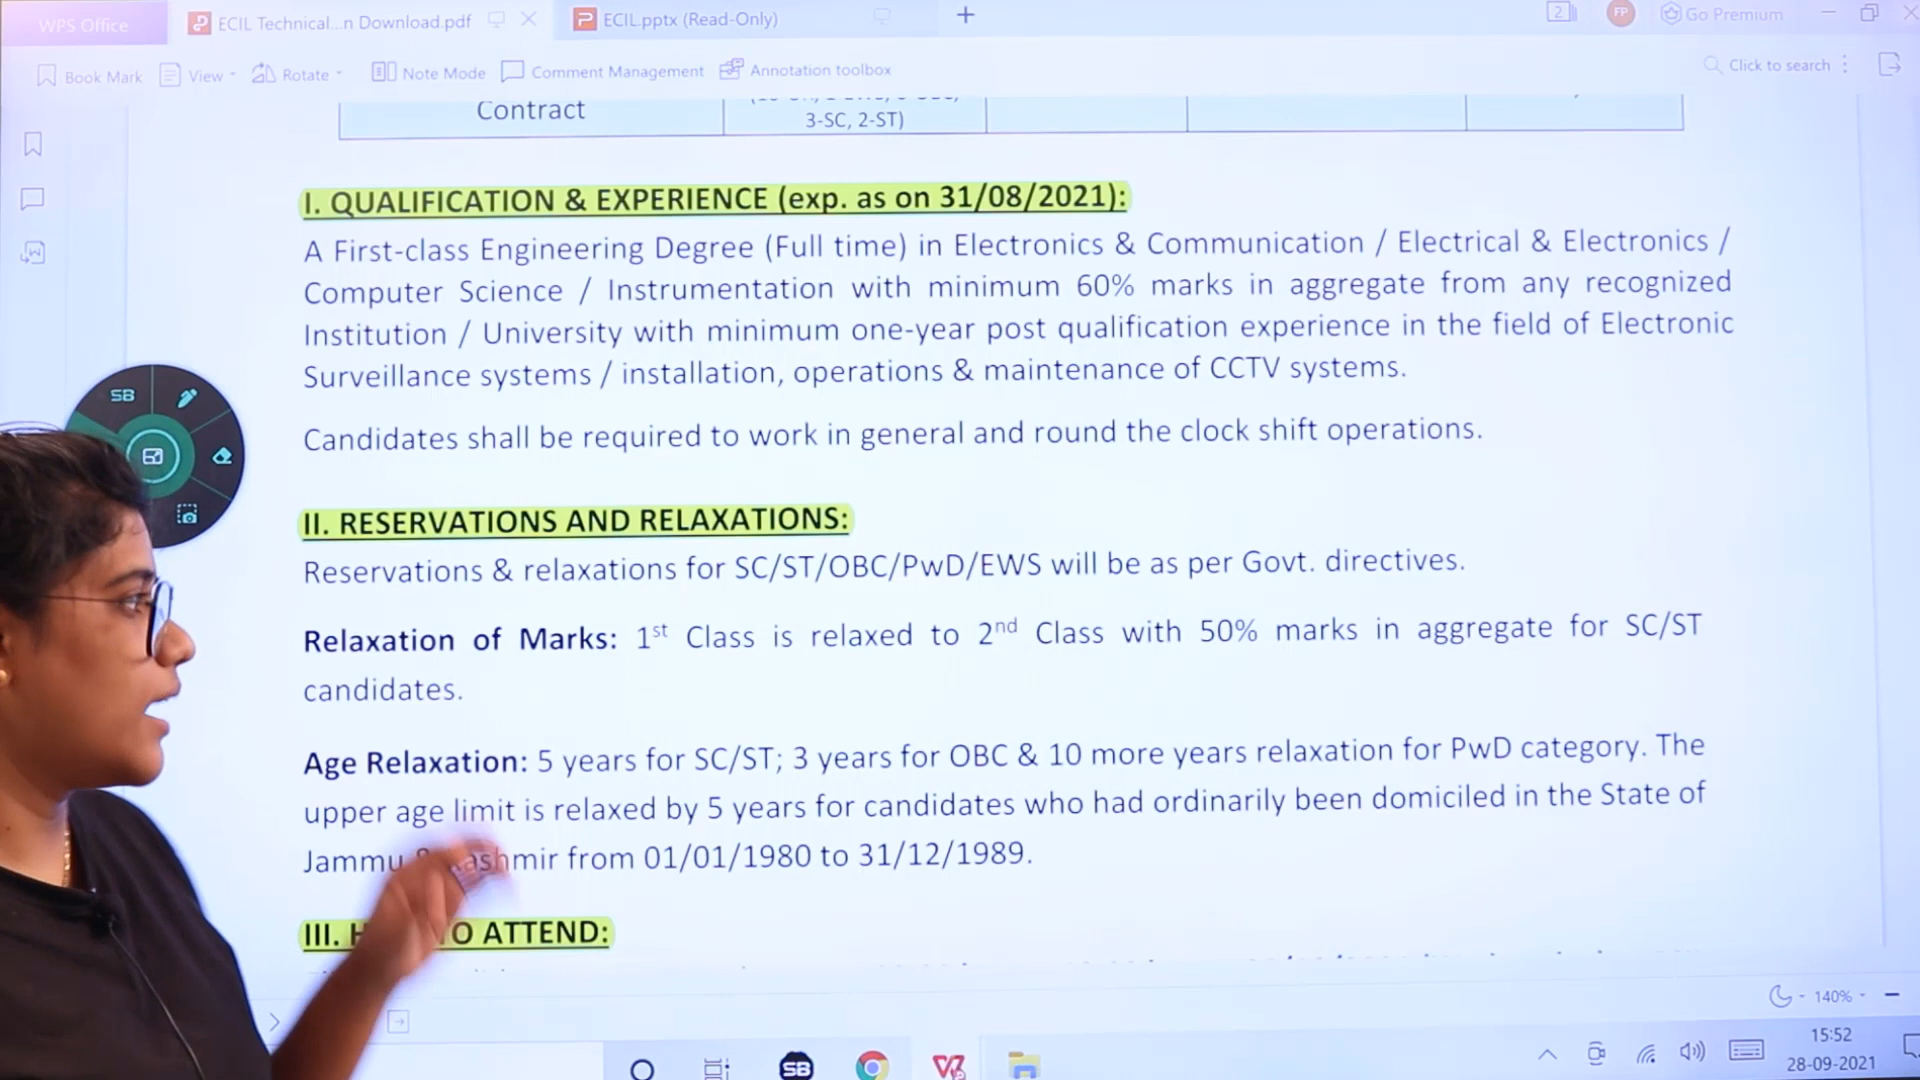 WPS Office
ECIL Technical...n Download.pdf
ECIL.pptx (Read-Only)
2
FP
Go Premium
Book Mark
View
Rotate
Note Mode
Comment Management
Annotation toolbox
Click to search
Contract
3-SC, 2-ST)
I. QUALIFICATION & EXPERIENCE (exp. as on 31/08/2021):
A First-class Engineering Degree (Full time) in Electronics & Communication / Electrical & Electronics /
Computer Science / Instrumentation with minimum 60% marks in aggregate from any recognized
Institution / University with minimum one-year post qualification experience in the field of Electronic
Surveillance systems / installation, operations & maintenance of CCTV systems.
SB
Candidates shall be required to work in general and round the clock shift operations.
II. RESERVATIONS AND RELAXATIONS:
Reservations & relaxations for SC/ST/OBC/PwD/EWS will be as per Govt. directives.
Relaxation of Marks: 1st Class is relaxed to 2nd Class with 50% marks in aggregate for SC/ST
candidates.
Age Relaxation: 5 years for SC/ST; 3 years for OBC & 10 more years relaxation for PwD category. The
upper age limit is relaxed by 5 years for candidates who had ordinarily been domiciled in the State of
Jammu & Kashmir from 01/01/1980 to 31/12/1989.
III. TO ATTEND:
140%
SB
15:52
28-09-2021